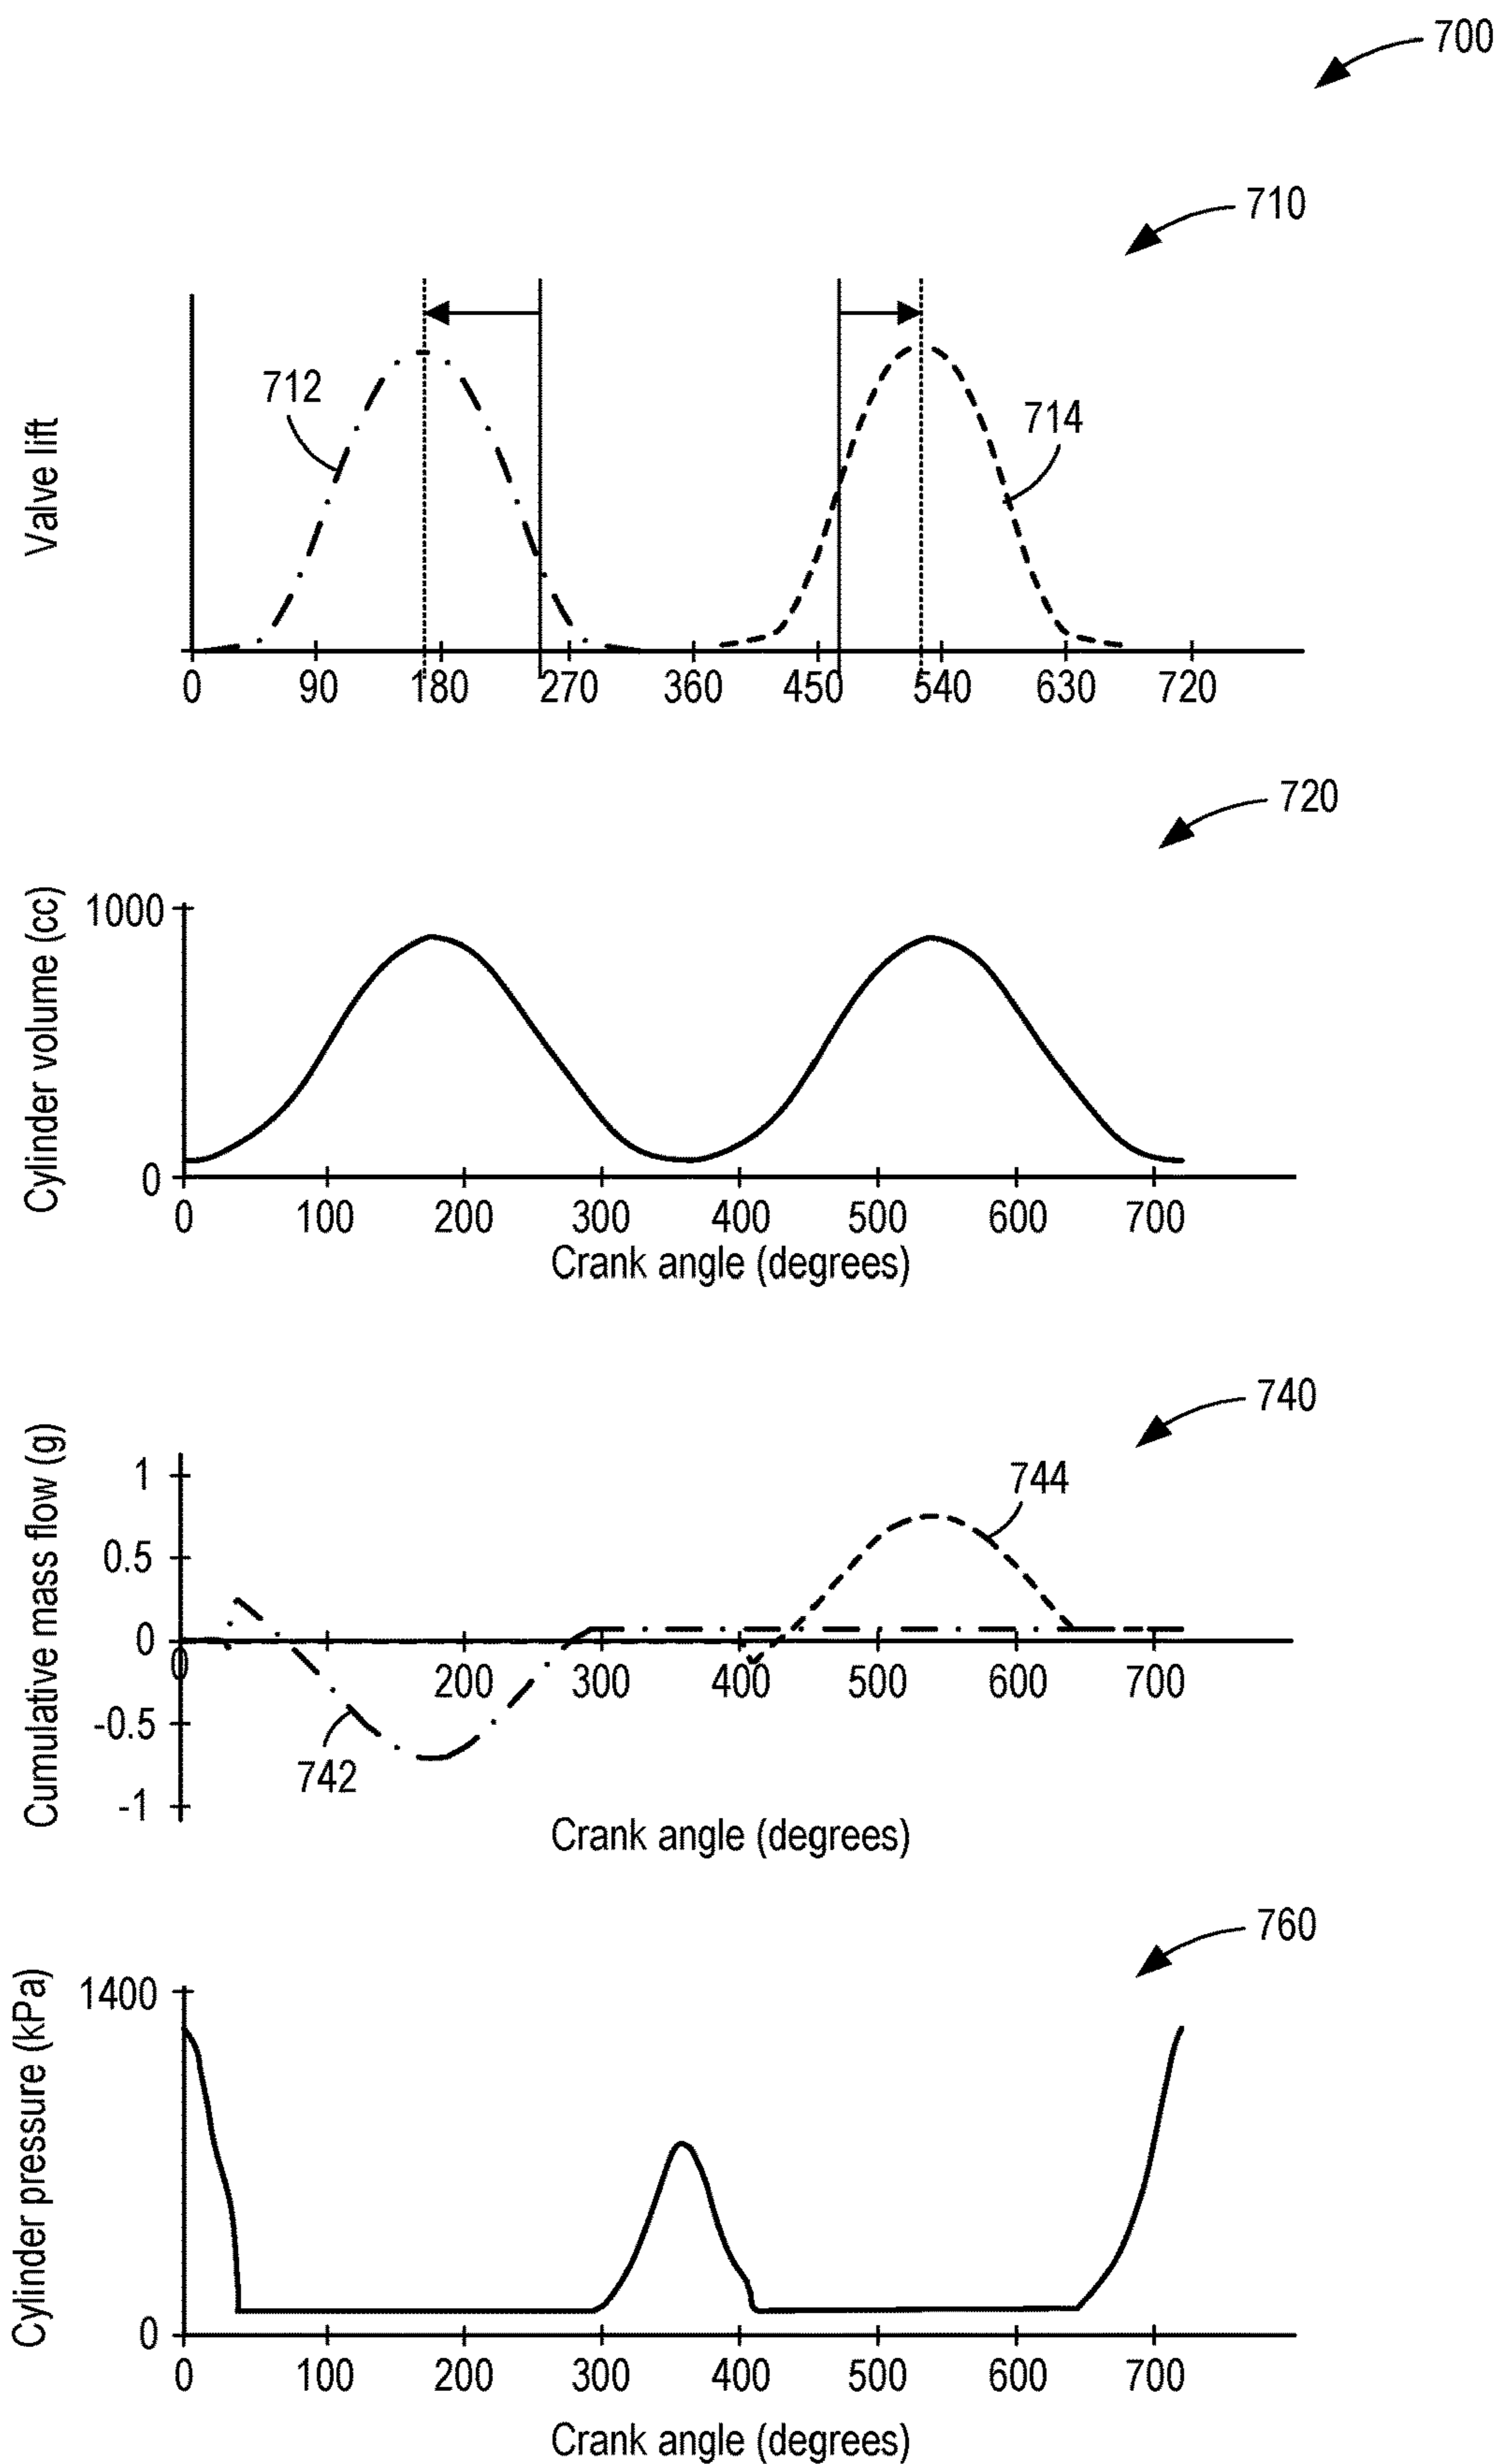 700
710
712
714
Valve lift
0 90 180 270 360 450 540 630 720
720
Cylinder volume (cc)
1000
0
0 100 200 300 400 500 600 700
Crank angle (degrees)
740
744
Cumulative mass flow (g)
1
0.5
0
0 200 300 400 500 600 700
-0.5
742
-1
Crank angle (degrees)
760
Cylinder pressure (kPa)
1400
0
0 100 200 300 400 500 600 700
Crank angle (degrees)